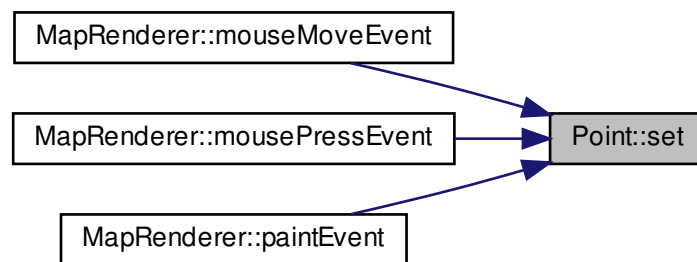 MapRenderer::mouseMoveEvent
MapRenderer::mousePressEvent
Point::set
MapRenderer::paintEvent